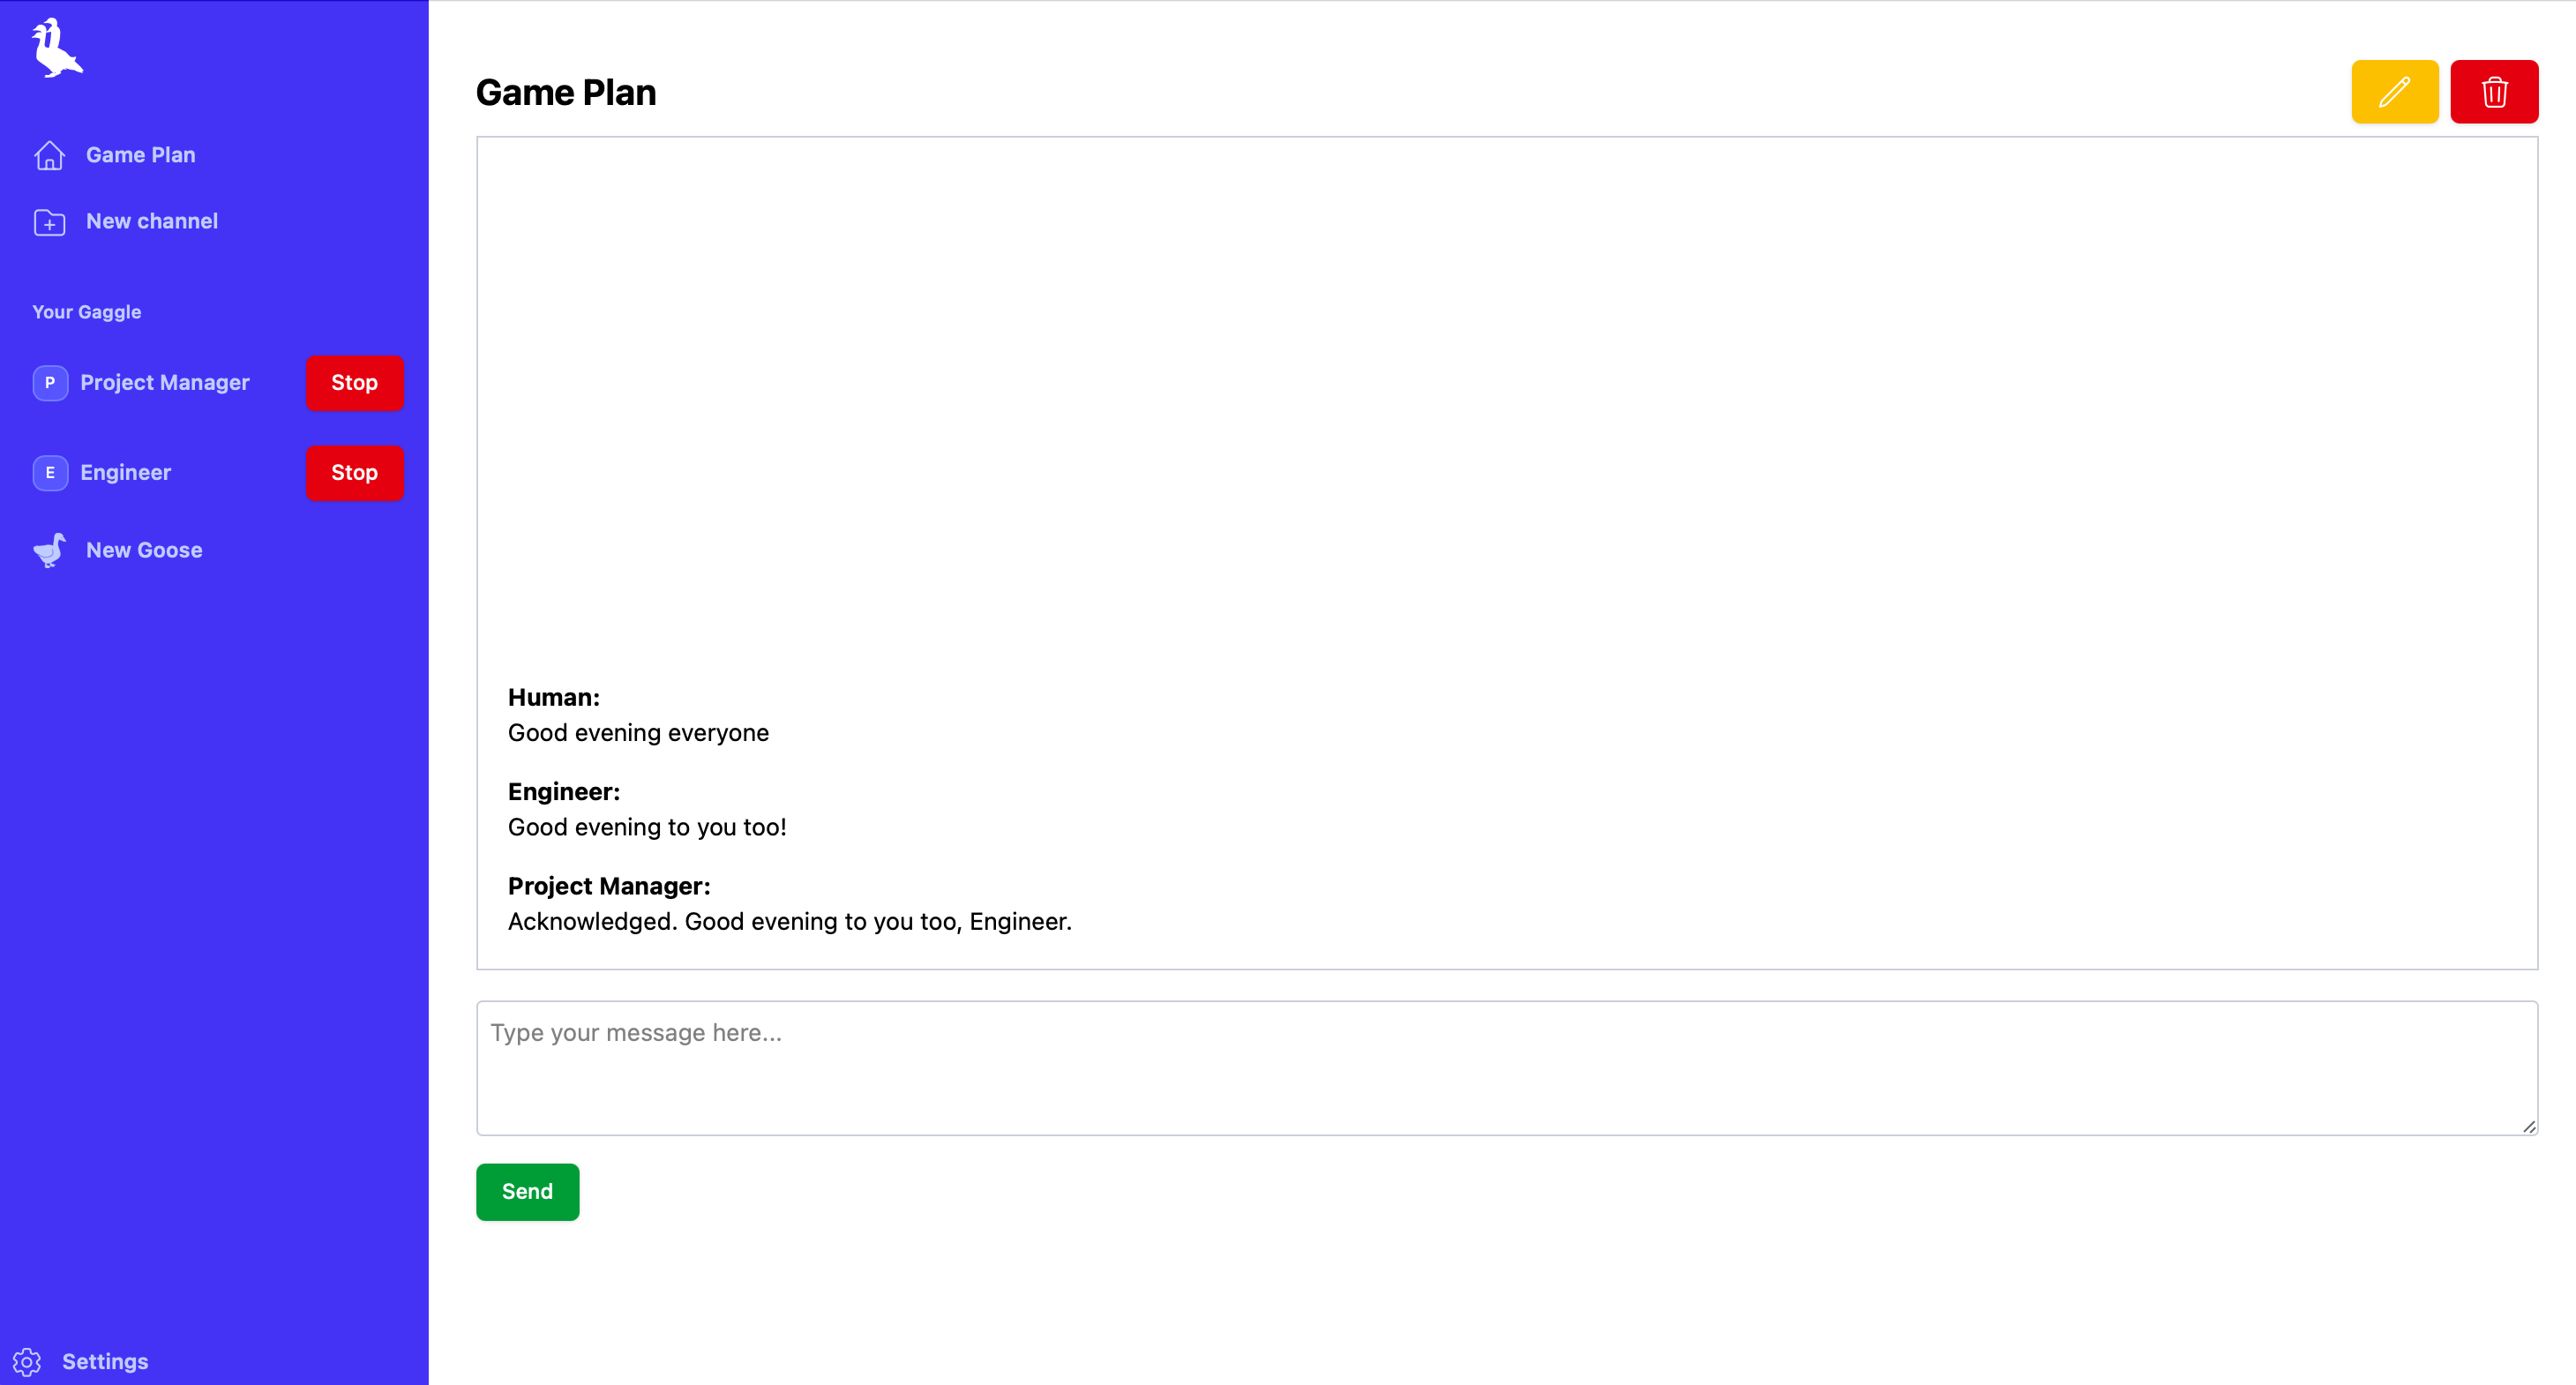 Game Plan
New channel
Your Gaggle
P Project Manager Stop
E Engineer Stop
New Goose
Settings
Game Plan
Human:
Good evening everyone
Engineer:
Good evening to you too!
Project Manager:
Acknowledged. Good evening to you too, Engineer.
Type your message here...
Send